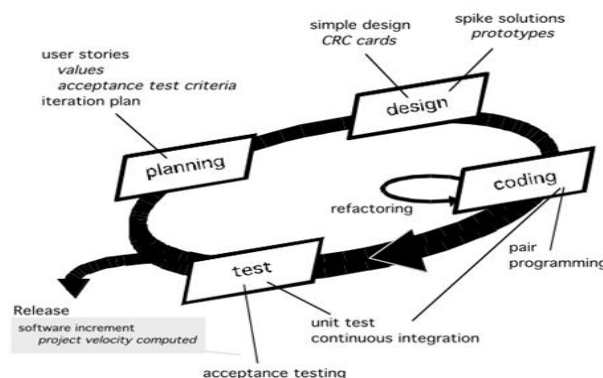 simple design
CRC cards
spike solutions
prototypes
user stories
values
acceptance test criteria
iteration plan
design
planning
coding
refactoring
pair
programming
test
Release
software increment
project velocity computed
unit test
continuous integration
acceptance testing